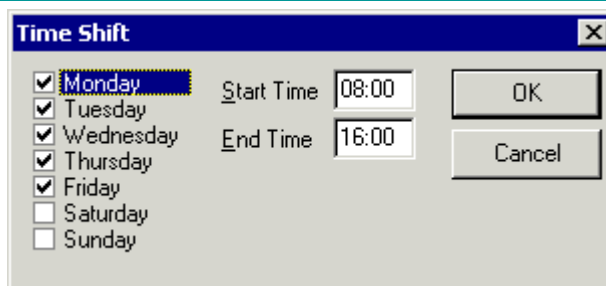 Time Shift
Monday
Tuesday
Wednesday
Thursday
Friday
Saturday
Sunday
Start Time 08:00
End Time 16:00
OK
Cancel